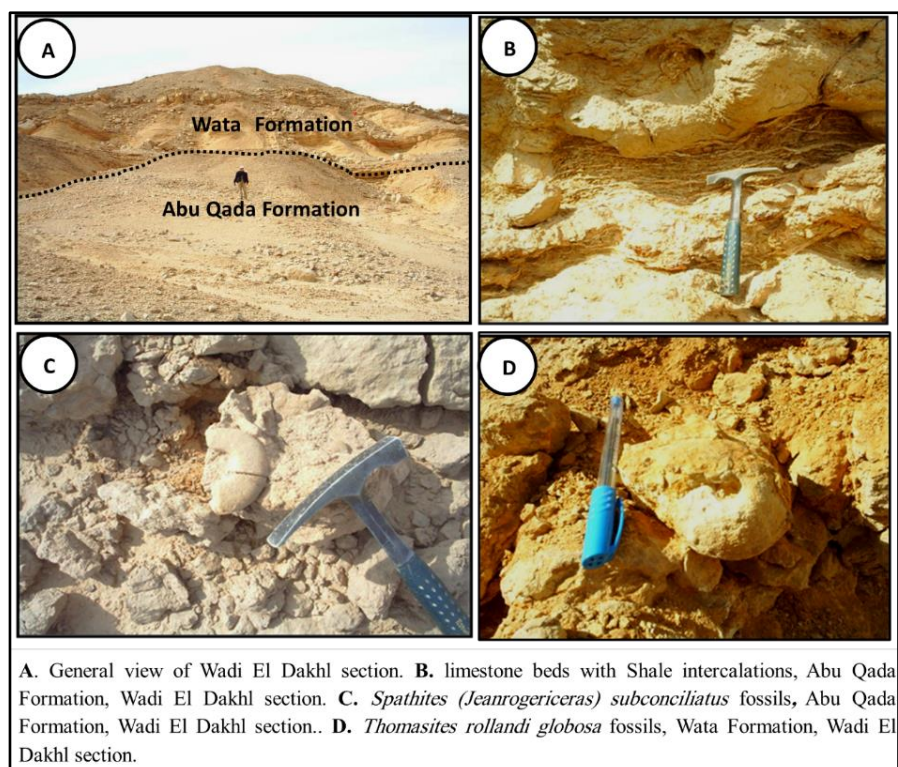 A
Wata Formation
Abu Qada Formation
B
C
D
A. General view of Wadi El Dakhl section. B. limestone beds with Shale intercalations, Abu Qada
Formation, Wadi El Dakhl section. C. Spathites (Jeanrogericeras) subconciliatus fossils, Abu Qada
Formation, Wadi El Dakhl section.. D. Thomasites rollandi globosa fossils, Wata Formation, Wadi El
Dakhl section.